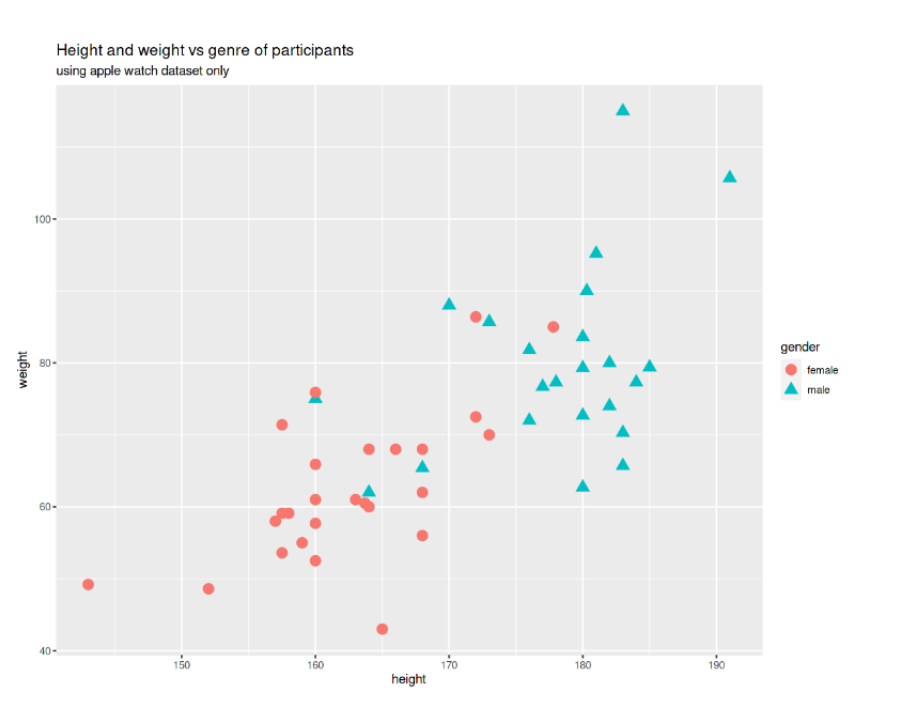 Height and weight vs genre of participants
using apple watch dataset only
100
80
60
40
weight
150 160 170 180 190
height
gender
female
male